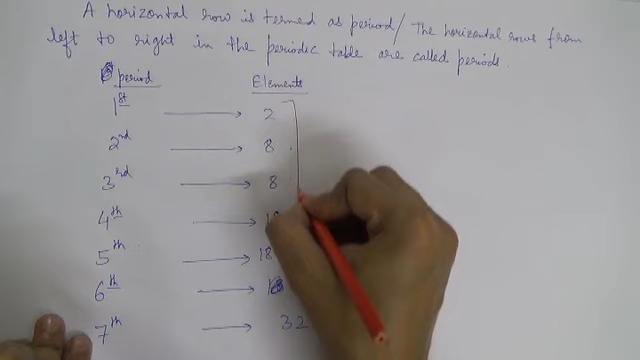 A horizontal row is termed as period/ The horizontal rows from
left to right in the periodic table are called periods.
period Elements
1st → 2
2nd → 8
3rd → 8
4th →
5th → 18
6th →
7th → 32